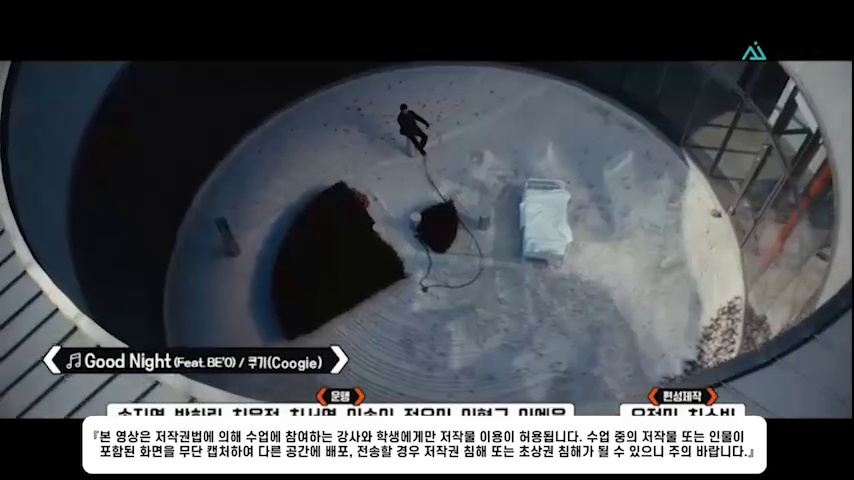 Good Night (Feat. BE'O) / 쿠기(Coogie)
운행
편성제작
『본 영상은 저작권법에 의해 수업에 참여하는 강사와 학생에게만 저작물 이용이 허용됩니다. 수업 중의 저작물 또는 인물이
포함된 화면을 무단 캡처하여 다른 공간에 배포, 전송할 경우 저작권 침해 또는 초상권 침해가 될 수 있으니 주의 바랍니다.』